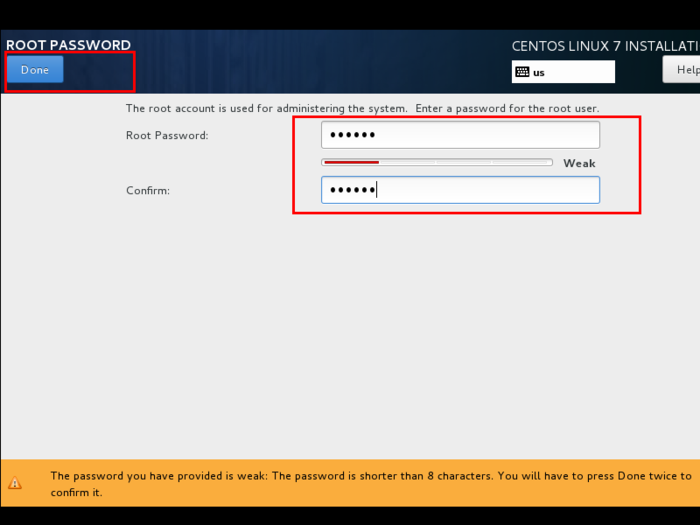 ROOT PASSWORD
CENTOS LINUX 7 INSTALLATI
Done
us
Help
The root account is used for administering the system. Enter a password for the root user.
Root Password:
••••••
Weak
Confirm:
••••••
The password you have provided is weak: The password is shorter than 8 characters. You will have to press Done twice to
confirm it.